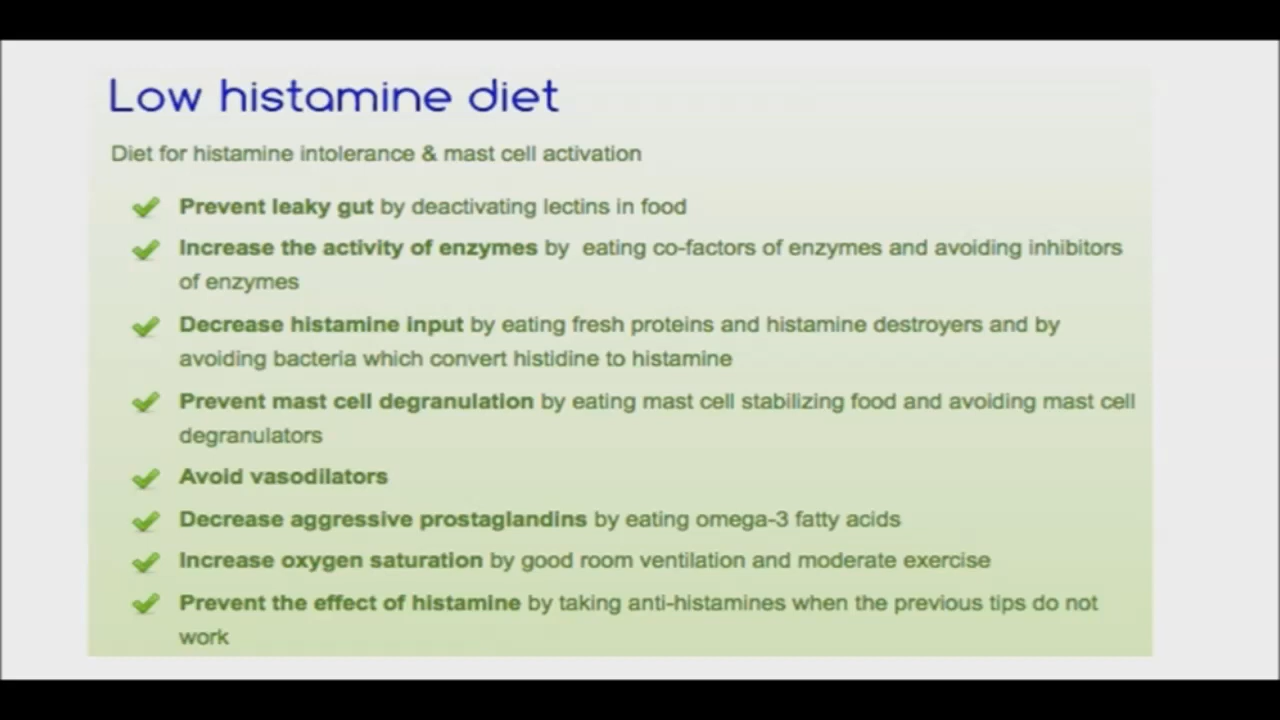 Low histamine diet
Diet for histamine intolerance & mast cell activation
Prevent leaky gut by deactivating lectins in food
Increase the activity of enzymes by eating co-factors of enzymes and avoiding inhibitors
of enzymes
Decrease histamine input by eating fresh proteins and histamine destroyers and by
avoiding bacteria which convert histidine to histamine
Prevent mast cell degranulation by eating mast cell stabilizing food and avoiding mast cell
degranulators
Avoid vasodilators
Decrease aggressive prostaglandins by eating omega-3 fatty acids
Increase oxygen saturation by good room ventilation and moderate exercise
Prevent the effect of histamine by taking anti-histamines when the previous tips do not
work